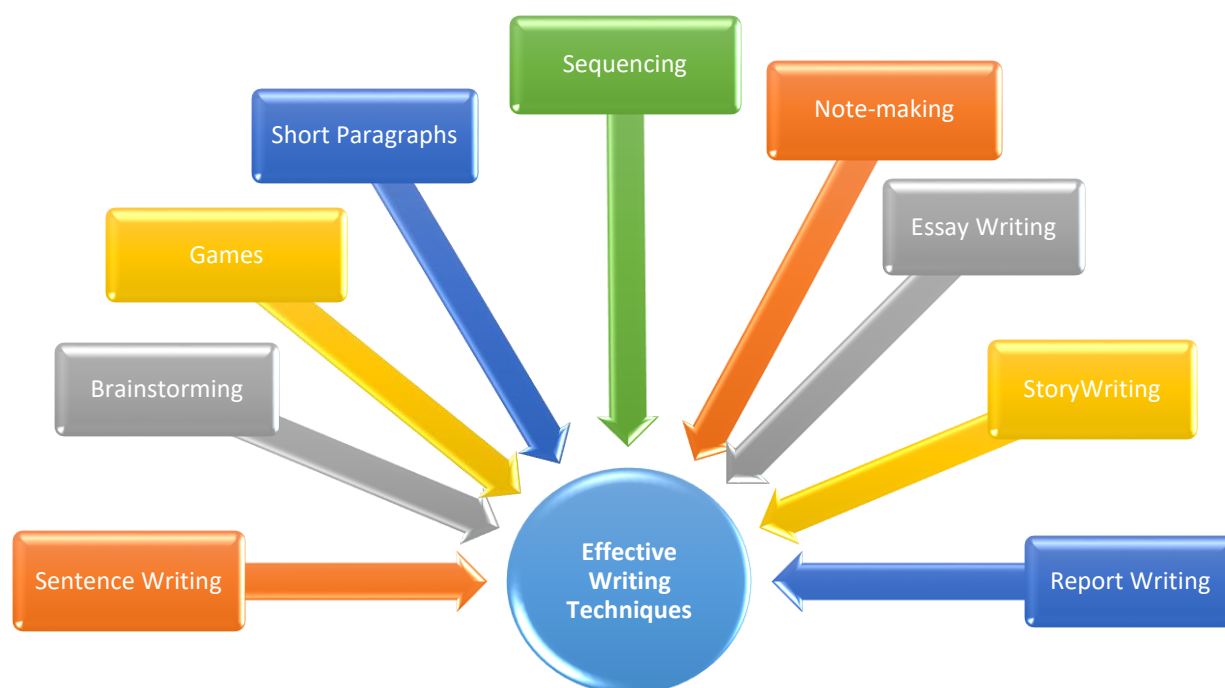 Sequencing
Note-making
Short Paragraphs
Essay Writing
Games
StoryWriting
Brainstorming
Sentence Writing
Effective
Writing
Techniques
Report Writing